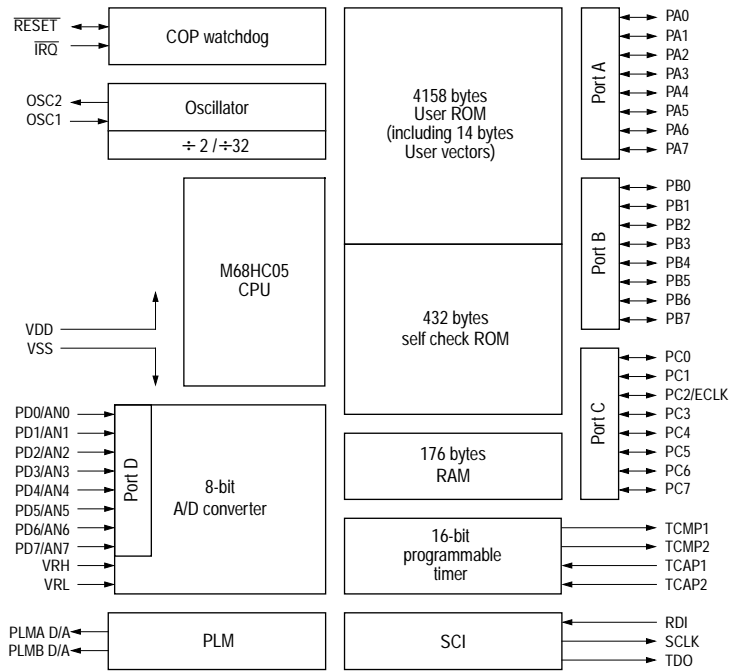 RESET
IRQ
COP watchdog
OSC2
OSC1
Oscillator
÷ 2 / ÷32
M68HC05
CPU
VDD
VSS
PD0/AN0
PD1/AN1
PD2/AN2
PD3/AN3
PD4/AN4
PD5/AN5
PD6/AN6
PD7/AN7
VRH
VRL
Port D
8-bit
A/D converter
PLMA D/A
PLMB D/A
PLM
4158 bytes
User ROM
(including 14 bytes
User vectors)
432 bytes
self check ROM
176 bytes
RAM
16-bit
programmable
timer
SCI
Port A
PA0
PA1
PA2
PA3
PA4
PA5
PA6
PA7
Port B
PB0
PB1
PB2
PB3
PB4
PB5
PB6
PB7
Port C
PC0
PC1
PC2/ECLK
PC3
PC4
PC5
PC6
PC7
TCMP1
TCMP2
TCAP1
TCAP2
RDI
SCLK
TDO